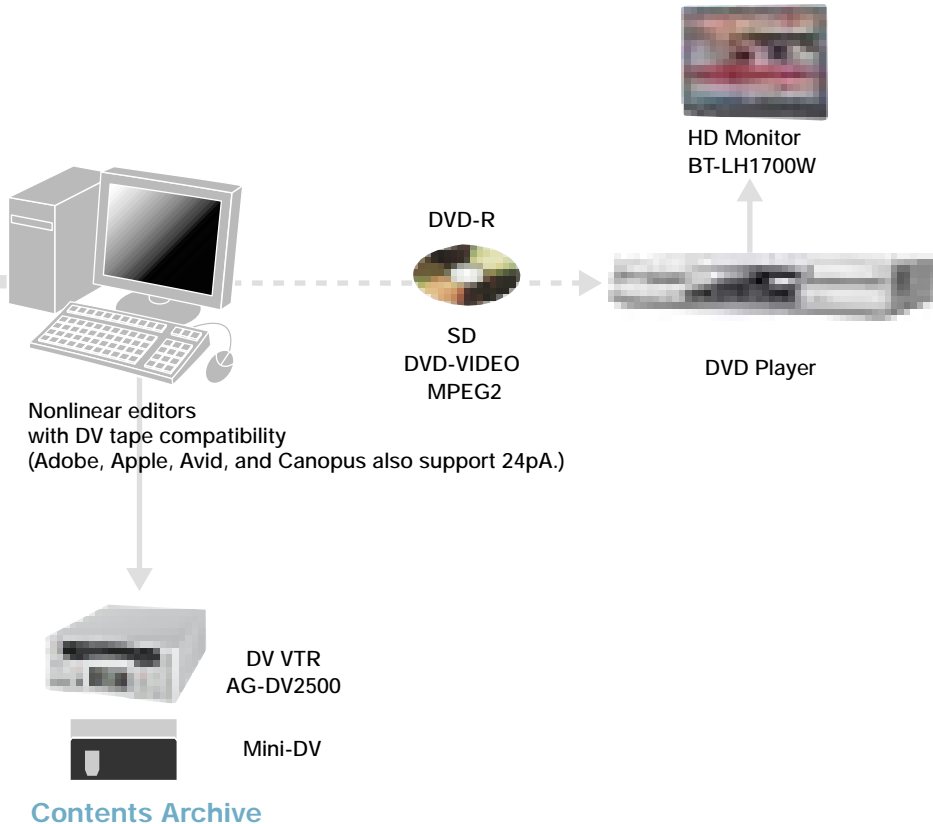 HD Monitor
BT-LH1700W
DVD-R
SD
DVD-VIDEO
MPEG2
DVD Player
Nonlinear editors
with DV tape compatibility
(Adobe, Apple, Avid, and Canopus also support 24pA.)
DV VTR
AG-DV2500
Mini-DV
Contents Archive